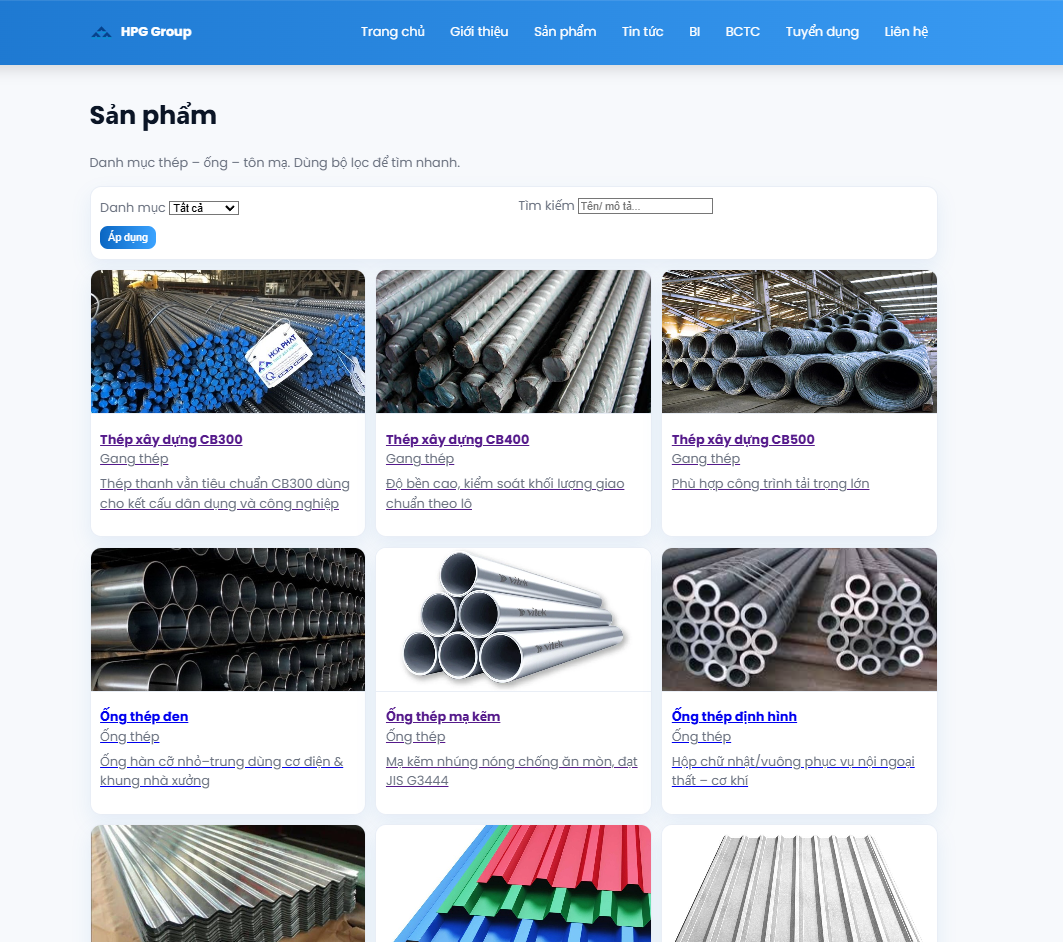 HPG Group
Trang chủ
Giới thiệu
Sản phẩm
Tin tức
BI
BCTC
Tuyển dụng
Liên hệ
Sản phẩm
Danh mục thép – ống – tôn mạ. Dùng bộ lọc để tìm nhanh.
Danh mục Tất cả
Tìm kiếm Tên/ mô tả...
Áp dụng
HOA PHAT
Thép xây dựng CB300
Gang thép
Thép thanh vằn tiêu chuẩn CB300 dùng
cho kết cấu dân dụng và công nghiệp
Thép xây dựng CB400
Gang thép
Độ bền cao, kiểm soát khối lượng giao
chuẩn theo lô
Thép xây dựng CB500
Gang thép
Phù hợp công trình tải trọng lớn
Vitek
Vitek
Vitek
Ống thép đen
Ống thép
Ống hàn cỡ nhỏ–trung dùng cơ điện &
khung nhà xưởng
Ống thép mạ kẽm
Ống thép
Mạ kẽm nhúng nóng chống ăn mòn, đạt
JIS G3444
Ống thép định hình
Ống thép
Hộp chữ nhật/vuông phục vụ nội ngoại
thất – cơ khí